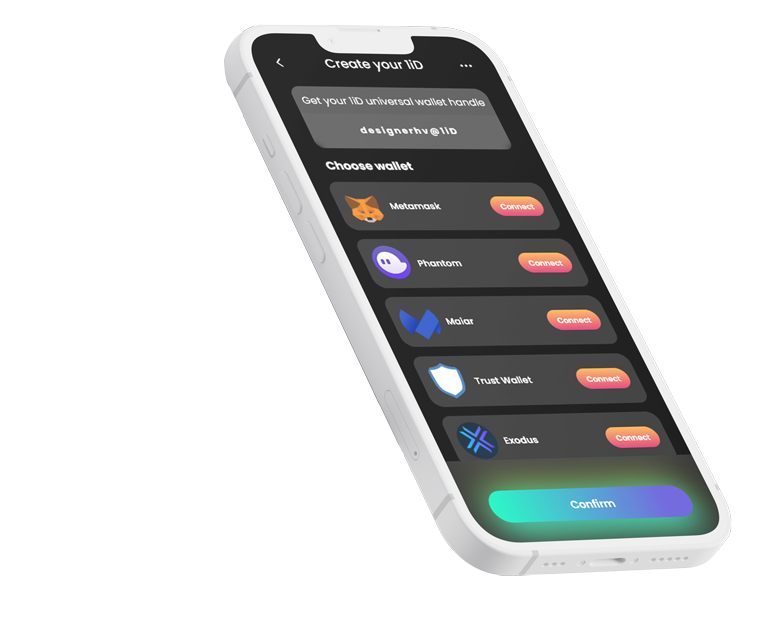 Create your 1iD
Get your 1iD universal wallet handle
designerhv@1iD
Choose wallet
Metamask
Connect
Phantom
Connect
Maiar
Connect
Trust Wallet
Connect
Exodus
Connect
Confirm